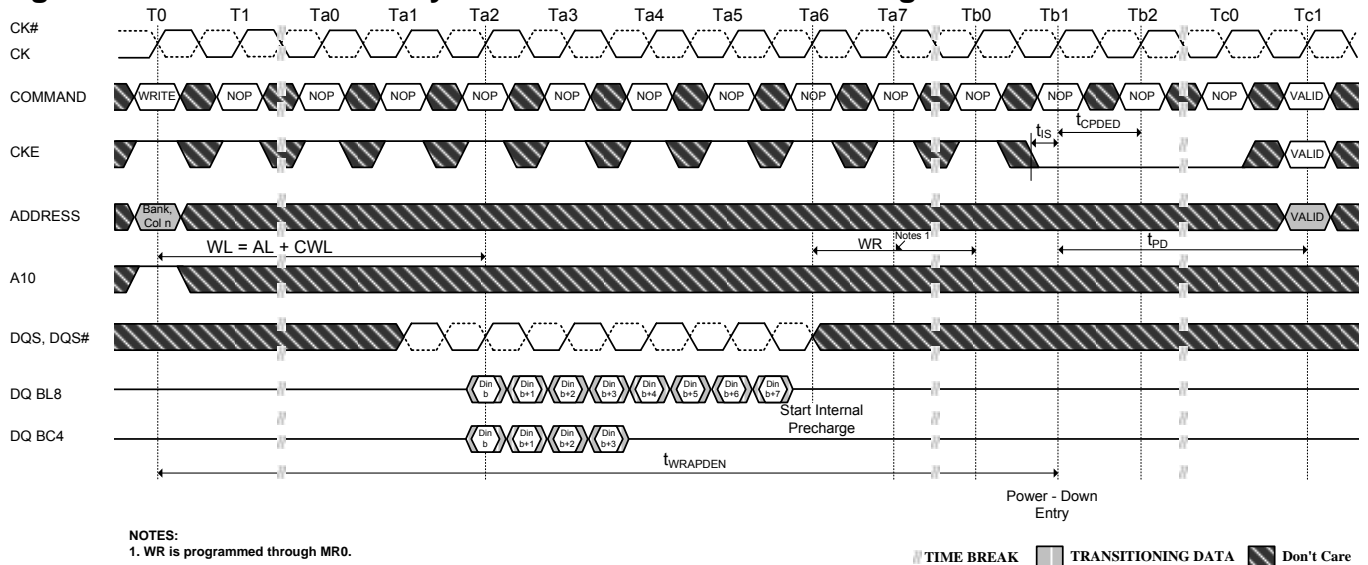 T0 T1 Ta0 Ta1 Ta2 Ta3 Ta4 Ta5 Ta6 Ta7 Tb0 Tb1 Tb2 Tc0 Tc1
CK#
CK
COMMAND WRITE NOP NOP NOP NOP NOP NOP NOP NOP NOP NOP NOP NOP NOP VALID
tIS tCPDED
CKE VALID
ADDRESS Bank, Col n VALID
WL = AL + CWL WR Notes 1 tPD
A10
DQS, DQS#
DQ BL8 Din b Din b+1 Din b+2 Din b+3 Din b+4 Din b+5 Din b+6 Din b+7
Start Internal
Precharge
DQ BC4 Din b Din b+1 Din b+2 Din b+3
tWRAPDEN
Power - Down
Entry
NOTES:
1. WR is programmed through MR0.
TIME BREAK TRANSITIONING DATA Don't Care